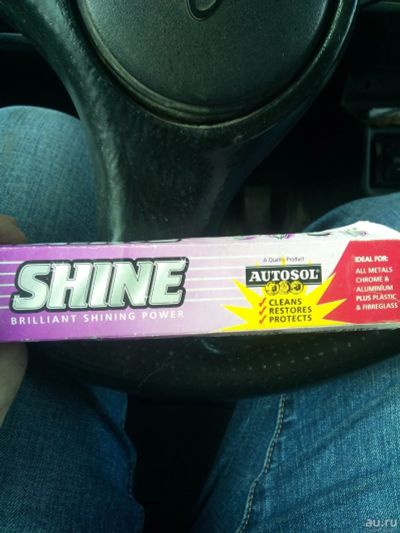 SHINE
BRILLIANT SHINING POWER
A Quality Product
AUTOSOL
CLEANS
RESTORES
PROTECTS
IDEAL FOR:
ALL METALS
CHROME &
ALUMINIUM
PLUS PLASTIC
& FIBREGLASS
au.ru